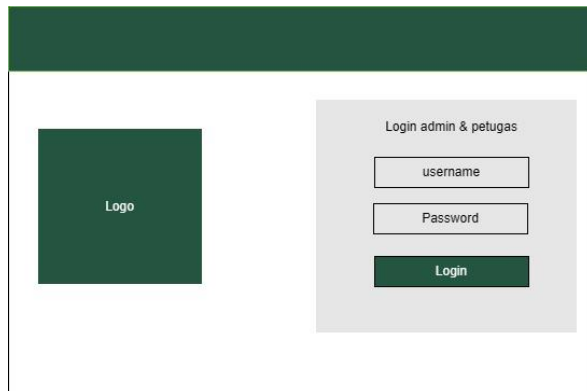 Logo
Login admin & petugas
username
Password
Login